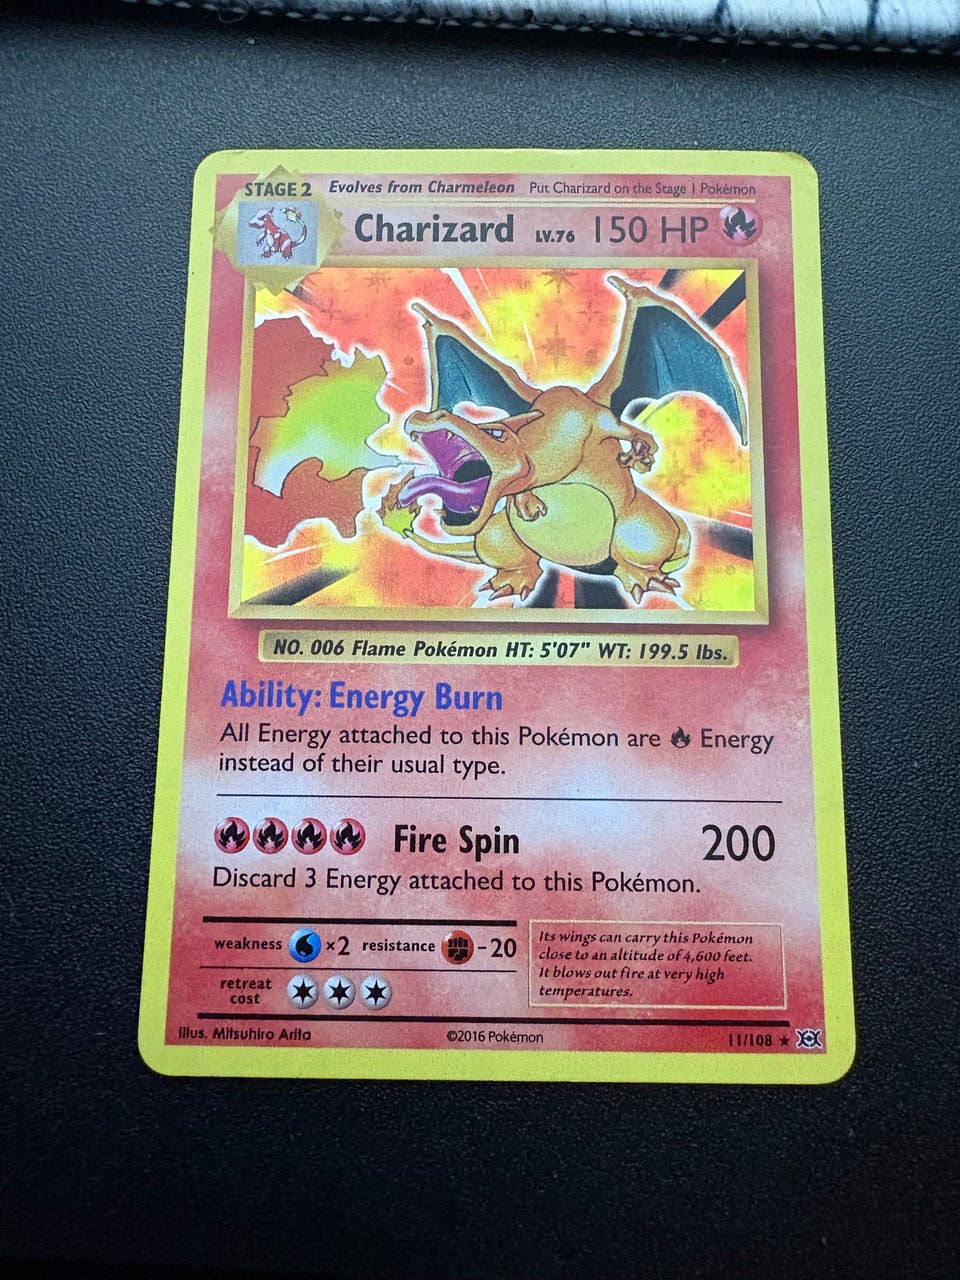 STAGE 2 Evolves from Charmeleon Put Charizard on the Stage 1 Pokémon
Charizard LV.76 150 HP
NO. 006 Flame Pokémon HT: 5'07" WT: 199.5 lbs.
Ability: Energy Burn
All Energy attached to this Pokémon are Energy
instead of their usual type.
Fire Spin 200
Discard 3 Energy attached to this Pokémon.
weakness ×2 resistance -20
retreat
cost
Its wings can carry this Pokémon
close to an altitude of 4,600 feet.
It blows out fire at very high
temperatures.
Illus. Mitsuhiro Arita ©2016 Pokémon 11/108 ★